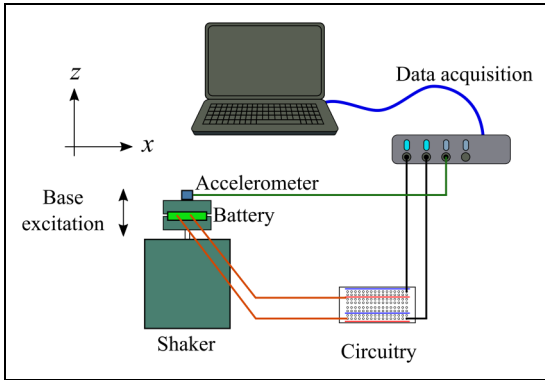 Data acquisition
z
x
Accelerometer
Base
excitation
Battery
Shaker
Circuitry